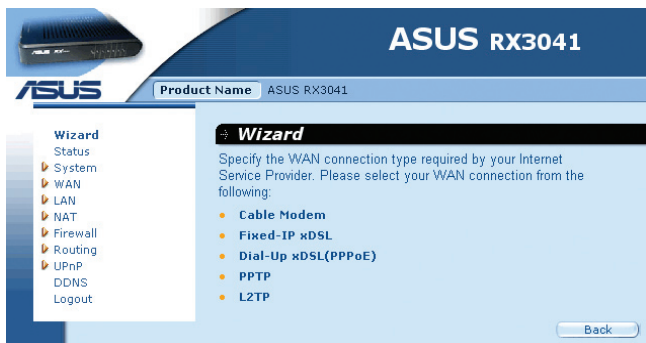 ASUS RX3041
ASUS
Product Name ASUS RX3041
Wizard
Status
System
WAN
LAN
NAT
Firewall
Routing
UPnP
DDNS
Logout
Wizard
Specify the WAN connection type required by your Internet
Service Provider. Please select your WAN connection from the
following:
Cable Modem
Fixed-IP xDSL
Dial-Up xDSL(PPPoE)
PPTP
L2TP
Back